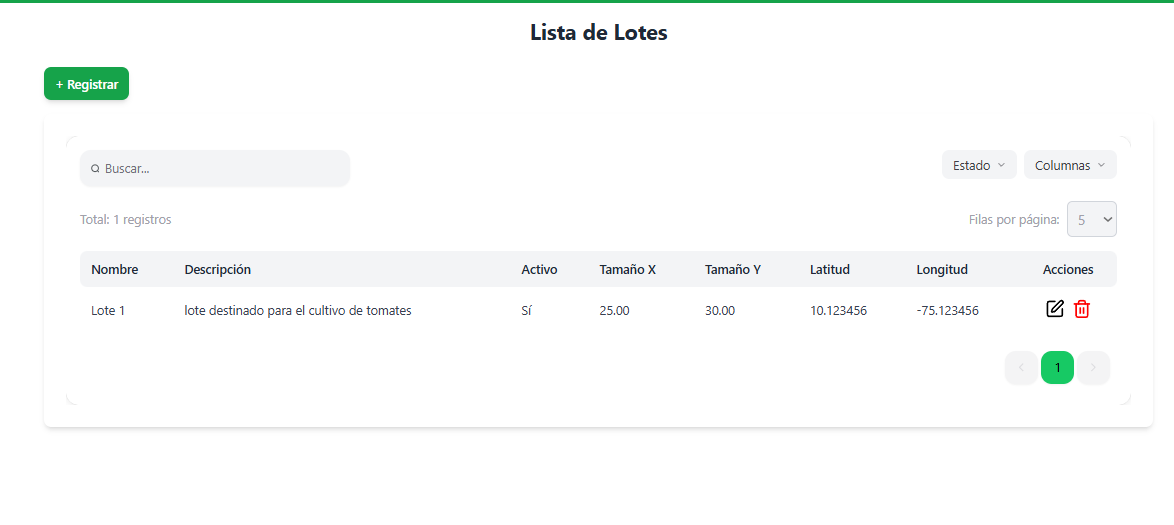 Lista de Lotes
+ Registrar
Buscar...
Estado
Columnas
Total: 1 registros
Filas por página: 5
Nombre Descripción Activo Tamaño X Tamaño Y Latitud Longitud Acciones
Lote 1 lote destinado para el cultivo de tomates Sí 25.00 30.00 10.123456 -75.123456
1